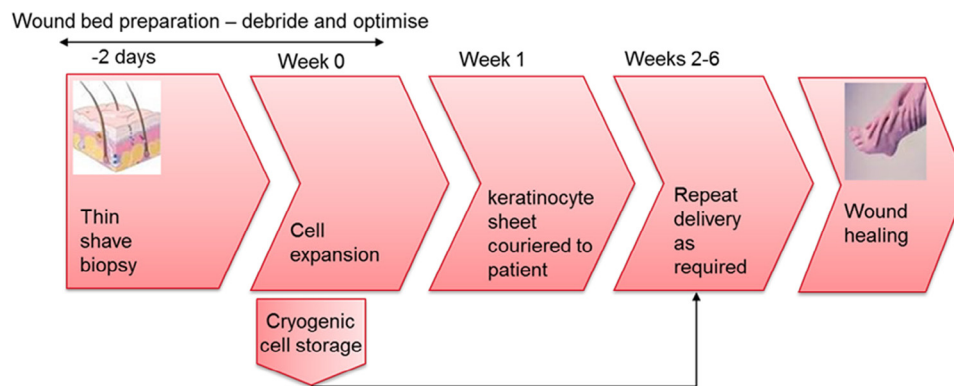 Wound bed preparation – debride and optimise
-2 days
Week 0
Week 1
Weeks 2-6
Thin
shave
biopsy
Cell
expansion
keratinocyte
sheet
couriered to
patient
Repeat
delivery
as
required
Wound
healing
Cryogenic
cell storage